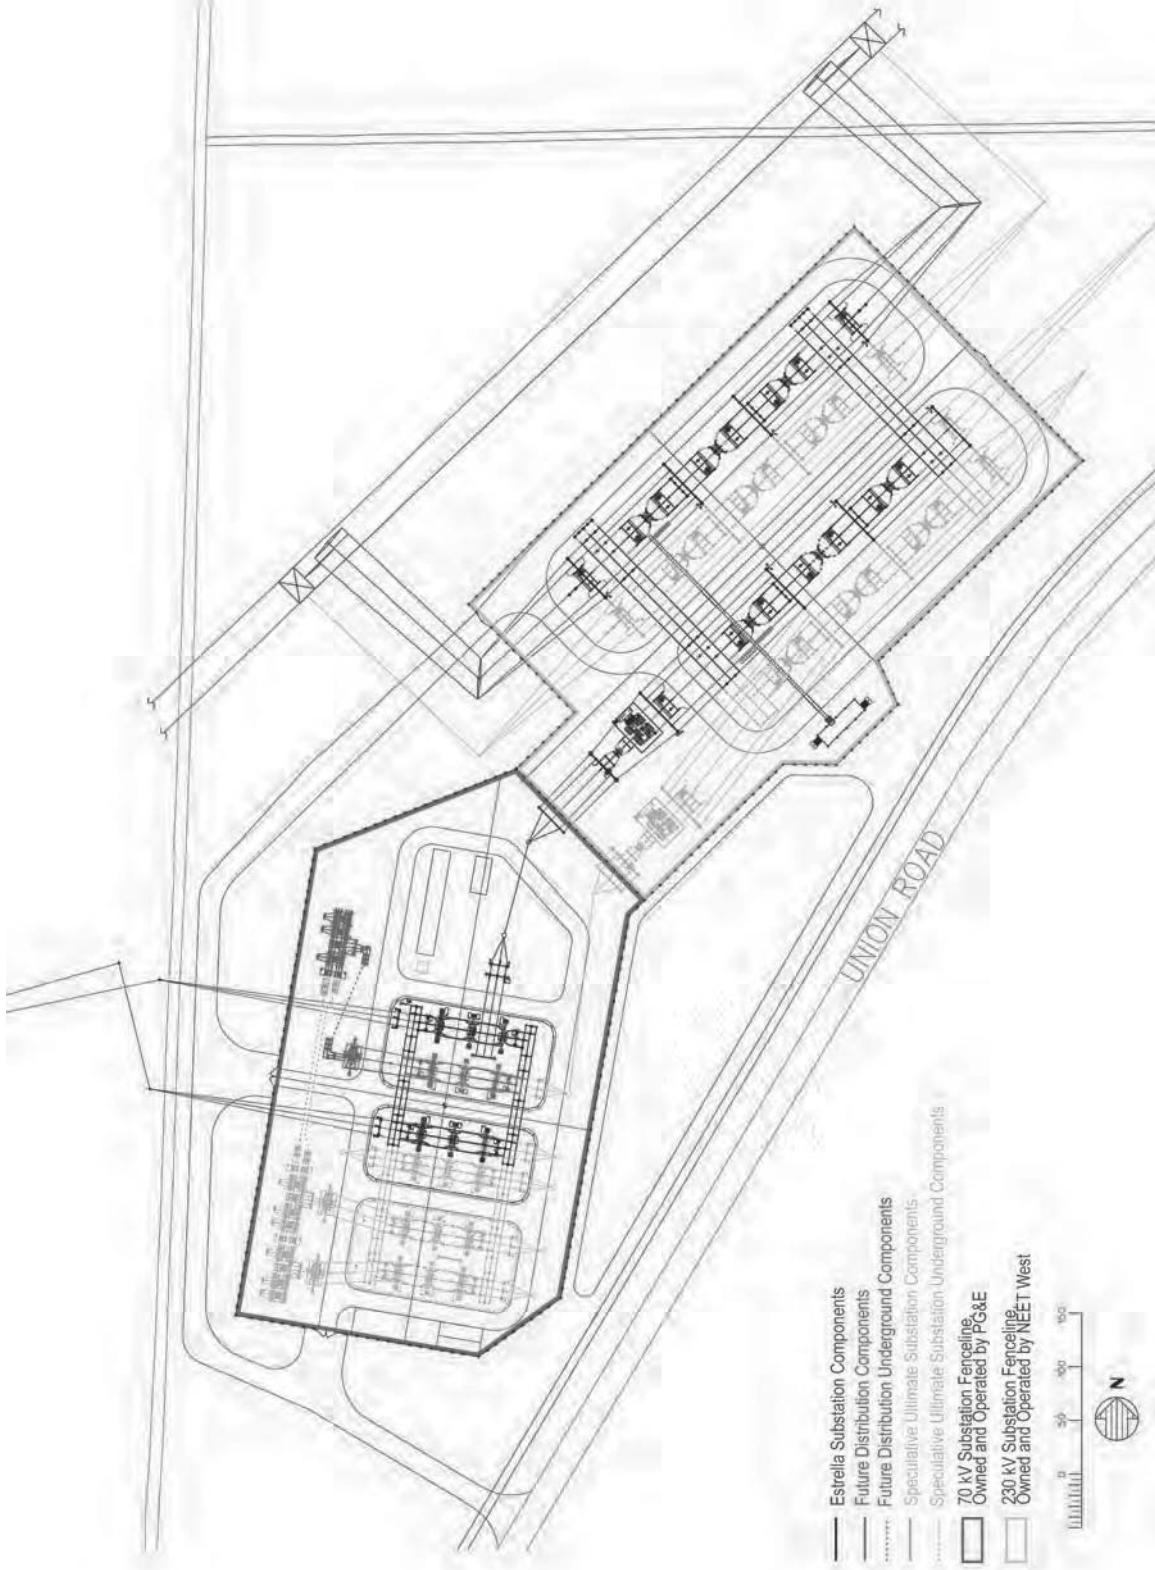 UNION ROAD
Estrella Substation Components
Future Distribution Components
Future Distribution Underground Components
Speculative Ultimate Substation Components
Speculative Ultimate Substation Underground Components
70 kV Substation Fenceline,
Owned and Operated by PG&E
230 kV Substation Fenceline,
Owned and Operated by NEET West
0 50 100 150
N